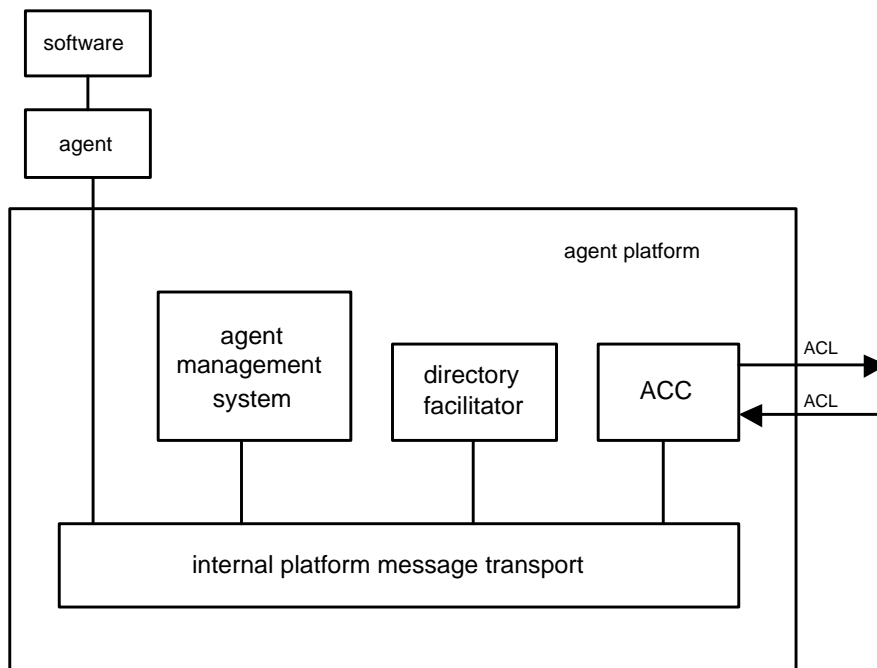 software
agent
agent platform
agent
management
system
directory
facilitator
ACC
ACL
ACL
internal platform message transport